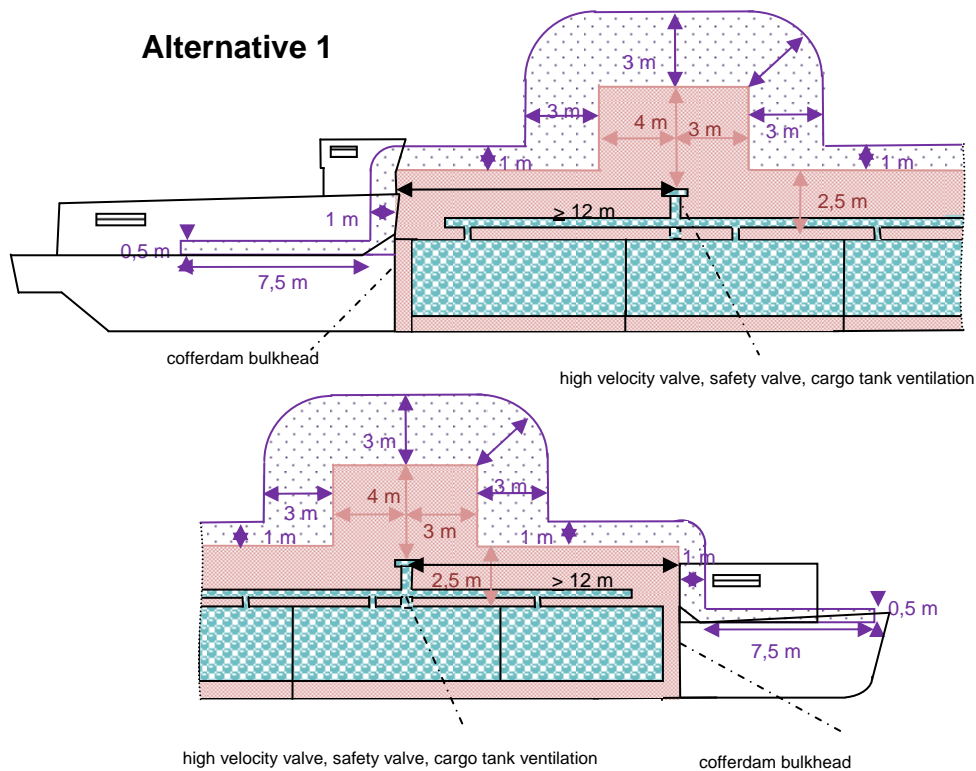 Alternative 1
3 m
3 m
4 m
3 m
3 m
1 m
1 m
2,5 m
≥ 12 m
1 m
0,5 m
7,5 m
cofferdam bulkhead
high velocity valve, safety valve, cargo tank ventilation
3 m
3 m
4 m
3 m
3 m
1 m
1 m
1 m
2,5 m
≥ 12 m
0,5 m
7,5 m
high velocity valve, safety valve, cargo tank ventilation
cofferdam bulkhead